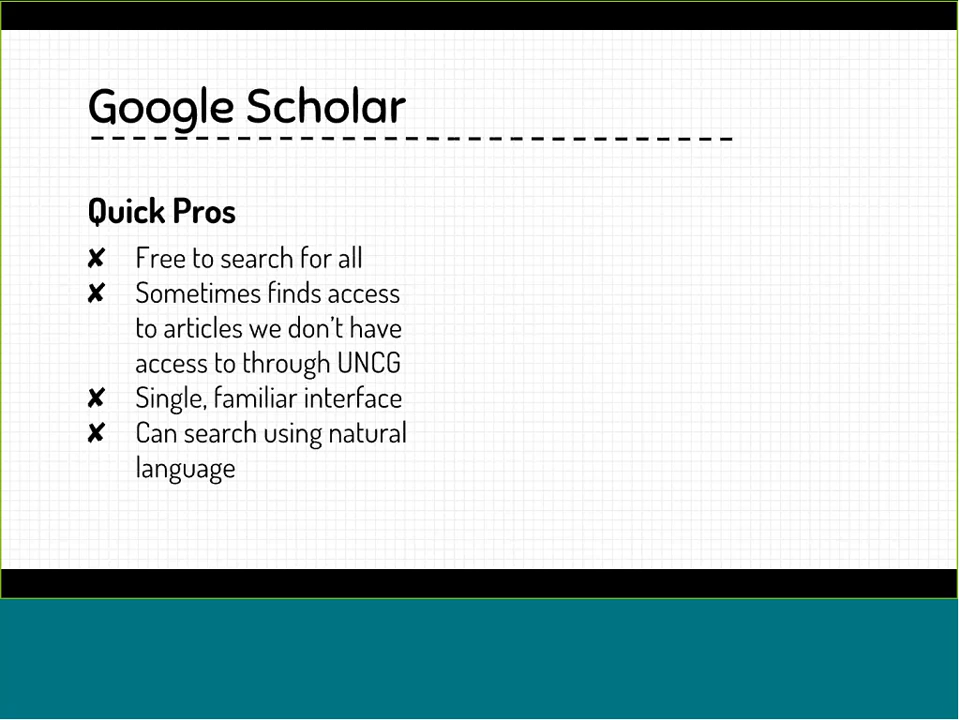 Google Scholar
Quick Pros
✘ Free to search for all
✘ Sometimes finds access
to articles we don't have
access to through UNCG
✘ Single, familiar interface
✘ Can search using natural
language